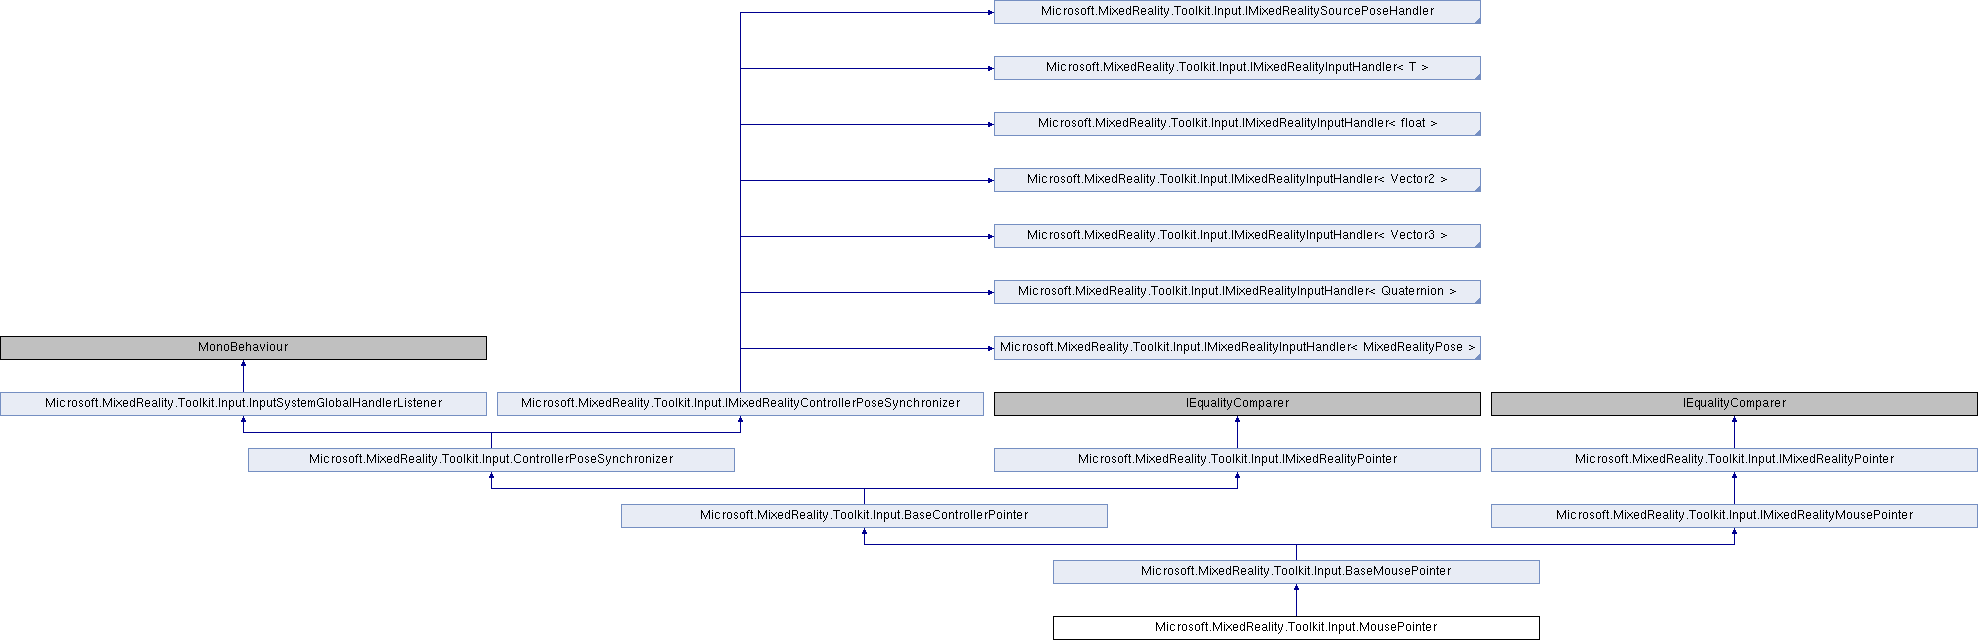 Microsoft.MixedReality.Toolkit.Input.IMixedRealitySourcePoseHandler
Microsoft.MixedReality.Toolkit.Input.IMixedRealityInputHandler< T >
Microsoft.MixedReality.Toolkit.Input.IMixedRealityInputHandler< float >
Microsoft.MixedReality.Toolkit.Input.IMixedRealityInputHandler< Vector2 >
Microsoft.MixedReality.Toolkit.Input.IMixedRealityInputHandler< Vector3 >
Microsoft.MixedReality.Toolkit.Input.IMixedRealityInputHandler< Quaternion >
MonoBehaviour
Microsoft.MixedReality.Toolkit.Input.IMixedRealityInputHandler< MixedRealityPose >
Microsoft.MixedReality.Toolkit.Input.InputSystemGlobalHandlerListener
Microsoft.MixedReality.Toolkit.Input.IMixedRealityControllerPoseSynchronizer
IEqualityComparer
IEqualityComparer
Microsoft.MixedReality.Toolkit.Input.ControllerPoseSynchronizer
Microsoft.MixedReality.Toolkit.Input.IMixedRealityPointer
Microsoft.MixedReality.Toolkit.Input.IMixedRealityPointer
Microsoft.MixedReality.Toolkit.Input.BaseControllerPointer
Microsoft.MixedReality.Toolkit.Input.IMixedRealityMousePointer
Microsoft.MixedReality.Toolkit.Input.BaseMousePointer
Microsoft.MixedReality.Toolkit.Input.MousePointer